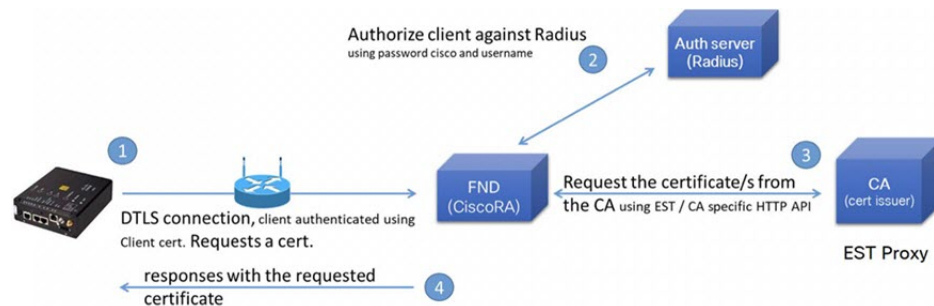 Authorize client against Radius
using password cisco and username
2
Auth server
(Radius)
1
3
FND
(CiscoRA)
Request the certificate/s from
the CA using EST / CA specific HTTP API
CA
(cert issuer)
DTLS connection, client authenticated using
Client cert. Requests a cert.
EST Proxy
responses with the requested
certificate
4